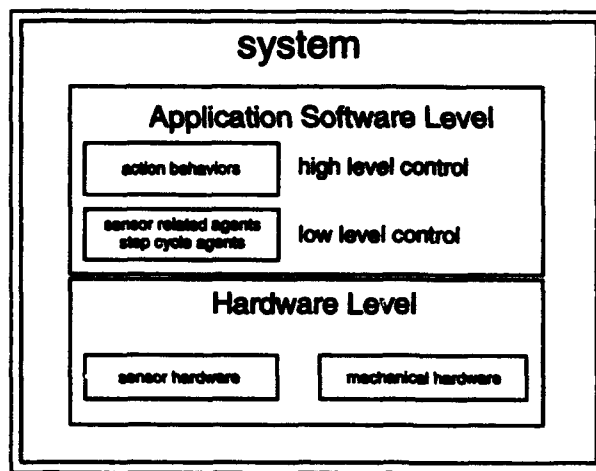 system
Application Software Level
action behaviors
high level control
sensor related agents
step cycle agents
low level control
Hardware Level
sensor hardware
mechanical hardware